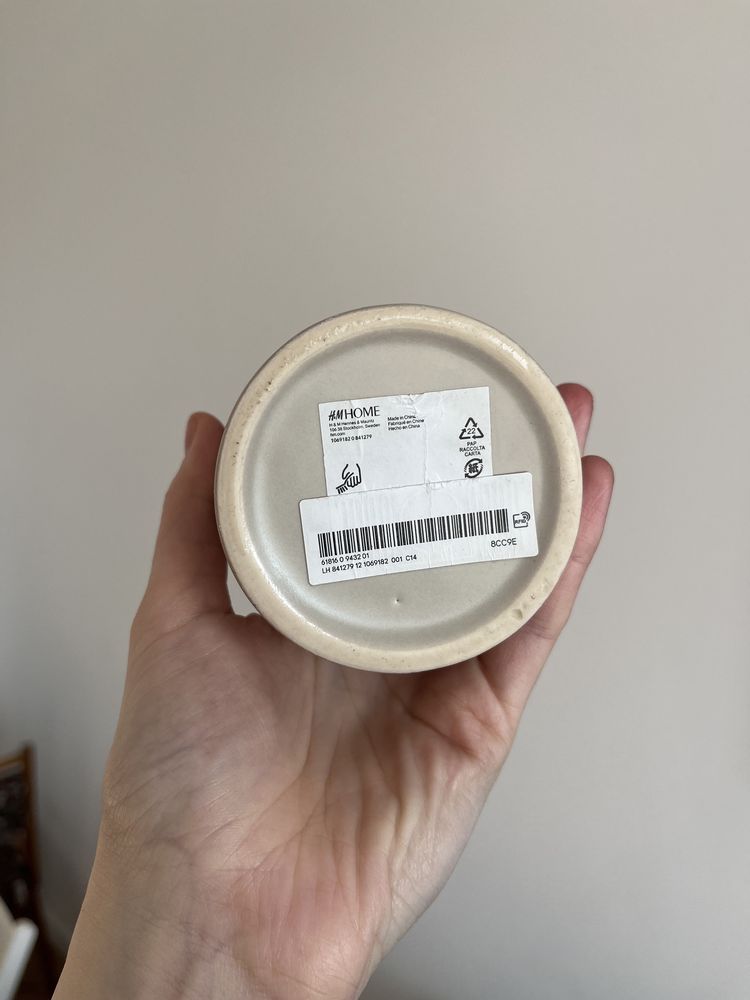 H&M HOME
H & M Hennes & Mauritz
106 38 Stockholm, Sweden
hm.com
1069182 0 841279
Made in China
Fabriqué en Chine
Hecho en China
22
PAP
RACCOLTA
CARTA
RFID
61816 0 9432 01
8CC9E
LH 841279 12 1069182 001 C14